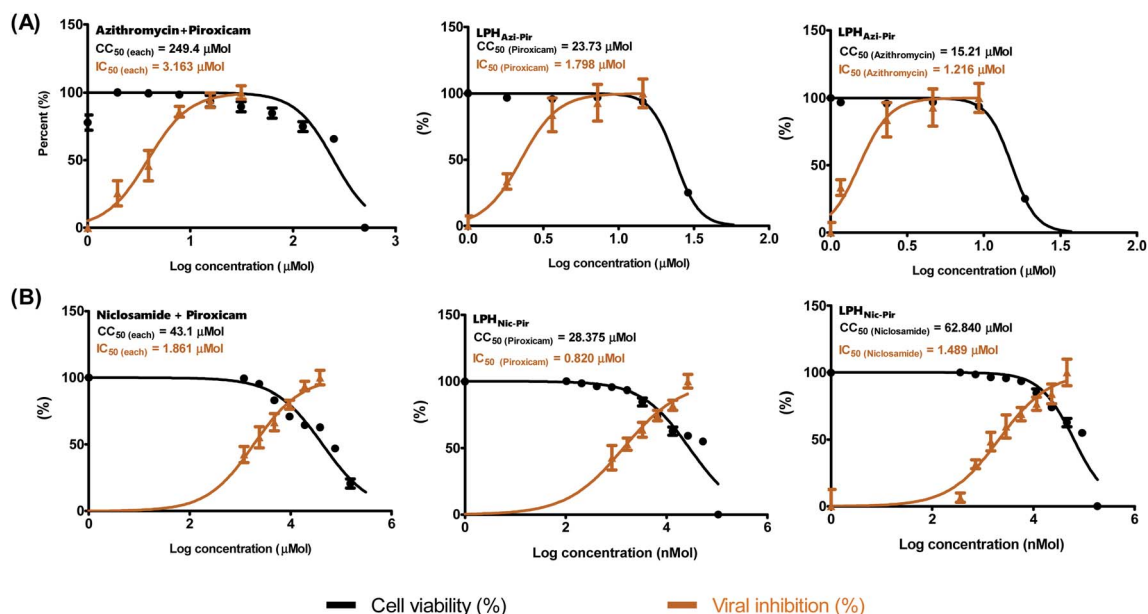 (A)
Azithromycin+Piroxicam
CC50 (each) = 249.4 μMol
IC50 (each) = 3.163 μMol
Percent (%)
150
100
50
0
0 1 2 3
Log concentration (μMol)
LPHAzi-Pir
CC50 (Piroxicam) = 23.73 μMol
IC50 (Piroxicam) = 1.798 μMol
(%)
150
100
50
0
0.0 0.5 1.0 1.5 2.0
Log concentration (μMol)
LPHAzi-Pir
CC50 (Azithromycin) = 15.21 μMol
IC50 (Azithromycin) = 1.216 μMol
(%)
150
100
50
0
0.0 0.5 1.0 1.5 2.0
Log concentration (μMol)
(B)
Niclosamide + Piroxicam
CC50 (each) = 43.1 μMol
IC50 (each) = 1.861 μMol
(%)
150
100
50
0
0 2 4 6
Log concentration (μMol)
LPHNic-Pir
CC50 (Piroxicam) = 28.375 μMol
IC50 (Piroxicam) = 0.820 μMol
(%)
150
100
50
0
0 2 4 6
Log concentration (nMol)
LPHNic-Pir
CC50 (Niclosamide) = 62.840 μMol
IC50 (Niclosamide) = 1.489 μMol
(%)
150
100
50
0
0 2 4 6
Log concentration (nMol)
Cell viability (%)
Viral inhibition (%)